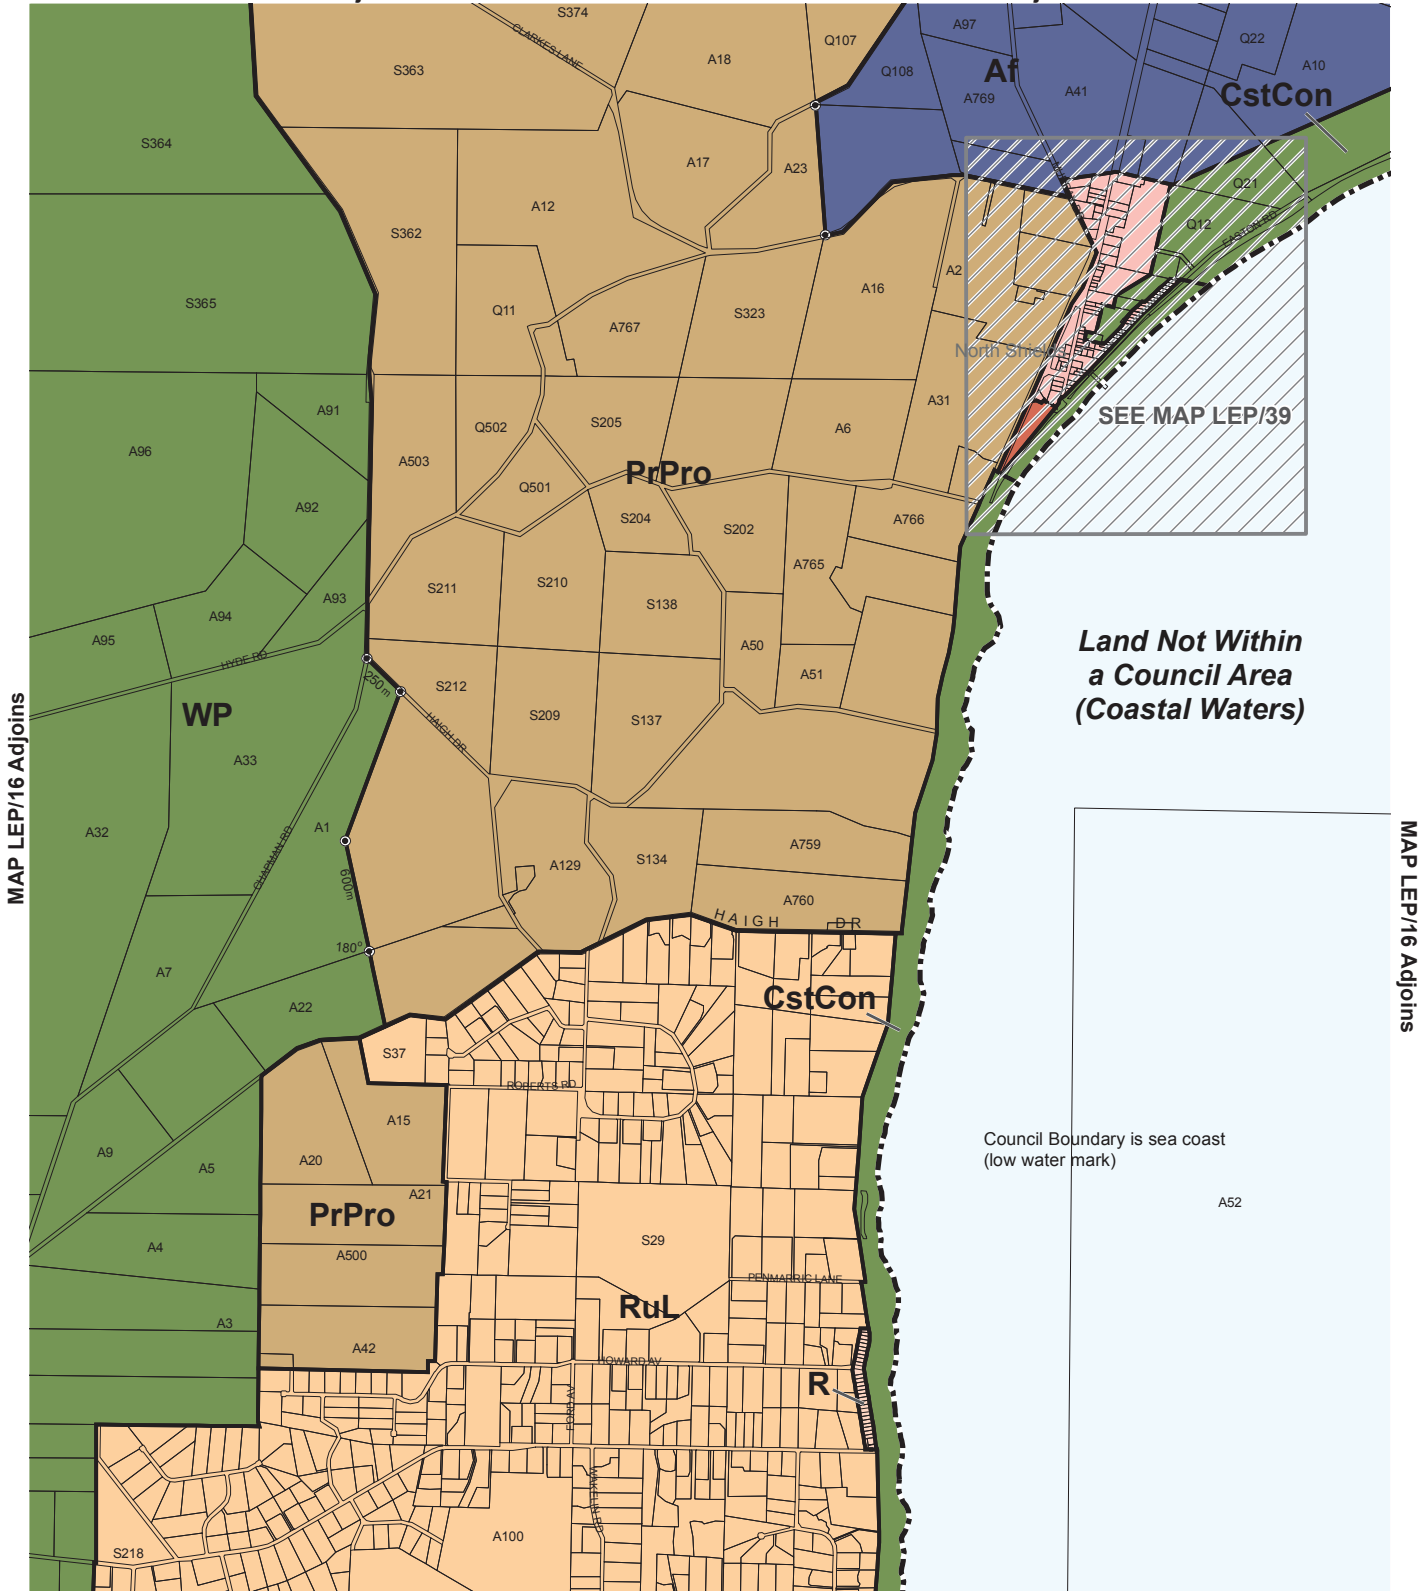 S374
A97
Q22
CLARKES LANE
Q107
A18
A10
S363
Q108
Af
A769
A41
CstCon
S364
A17
A23
Q21
A12
Q12
EASTON RD
S362
A2
A16
S365
Q11
A767
S323
North Shields
A91
A31
SEE MAP LEP/39
Q502
S205
A6
A96
A503
PrPro
Q501
A92
S204
A766
S202
A765
S211
S210
A93
S138
A94
A95
A50
Land Not Within
a Council Area
(Coastal Waters)
HYDE RD
250m
S212
A51
WP
S209
S137
HAIGH DR
MAP LEP/16 Adjoins
A33
A32
A1
CHAPMAN RD
A759
S134
A129
600m
A760
HAIGH DR
MAP LEP/16 Adjoins
180°
A7
CstCon
A22
S37
ROBERTS RD
A15
Council Boundary is sea coast
(low water mark)
A9
A20
A5
A21
A52
PrPro
S29
A4
A500
PENMARRIC LANE
RuL
A3
A42
HOWARD AV
R
FORD AV
WAKELIN RD
A100
S218